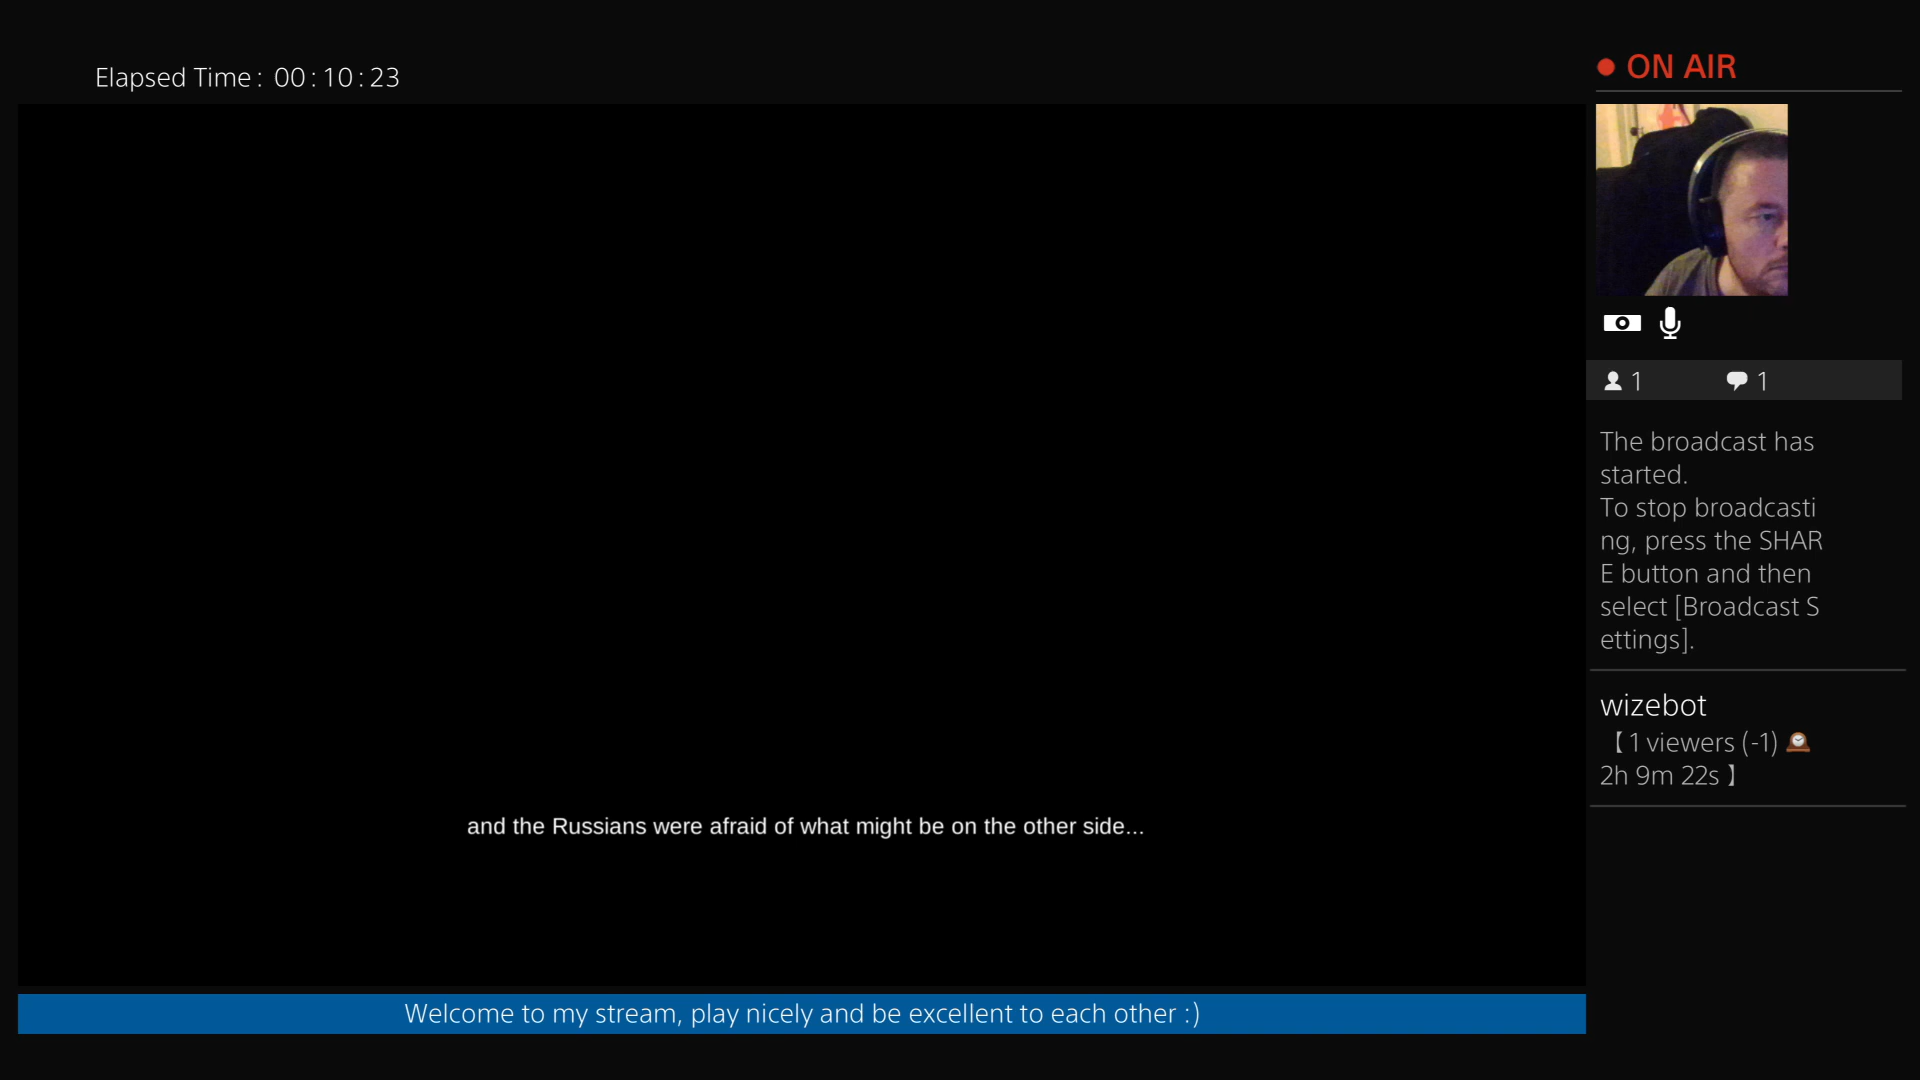 Elapsed Time : 00 : 10 : 23
ON AIR
1 1
The broadcast has
started.
To stop broadcasti
ng, press the SHAR
E button and then
select [Broadcast S
ettings].
wizebot
【1 viewers (-1) 🕰
2h 9m 22s】
and the Russians were afraid of what might be on the other side...
Welcome to my stream, play nicely and be excellent to each other :)